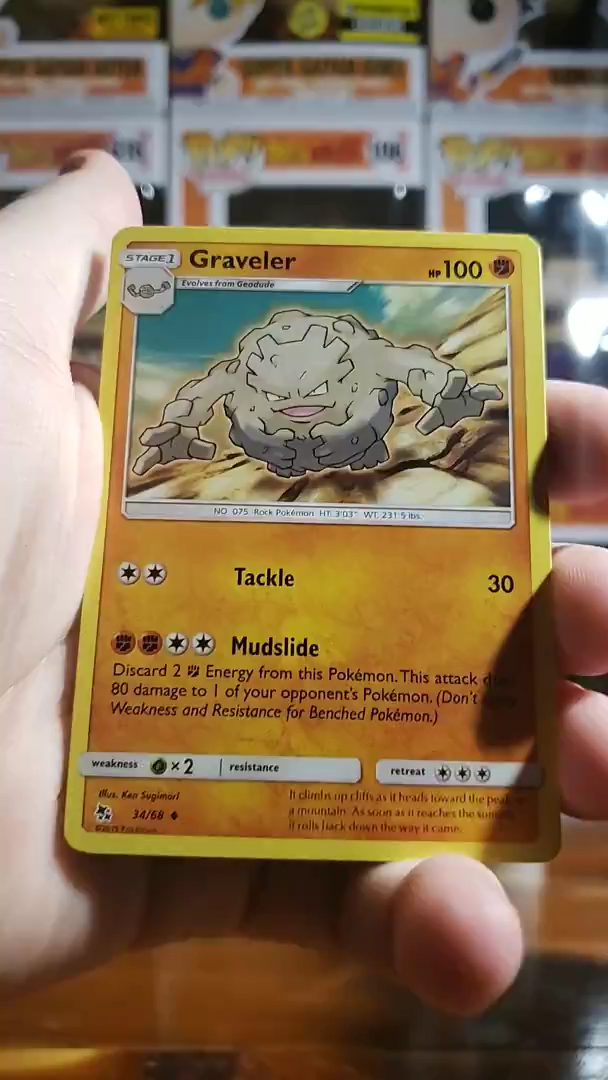 STAGE 1
Graveler
HP 100
Evolves from Geodude
NO. 075 Rock Pokémon HT: 3'03" WT: 231.5 lbs.
Tackle 30
Mudslide
Discard 2 Energy from this Pokémon. This attack
80 damage to 1 of your opponent's Pokémon. (Don't
Weakness and Resistance for Benched Pokémon.)
weakness ×2 resistance retreat
Illus. Ken Sugimori
34/68
It climbs up cliffs as it heads toward the
a mountain. As soon as it reaches the
it rolls back down the way it came.